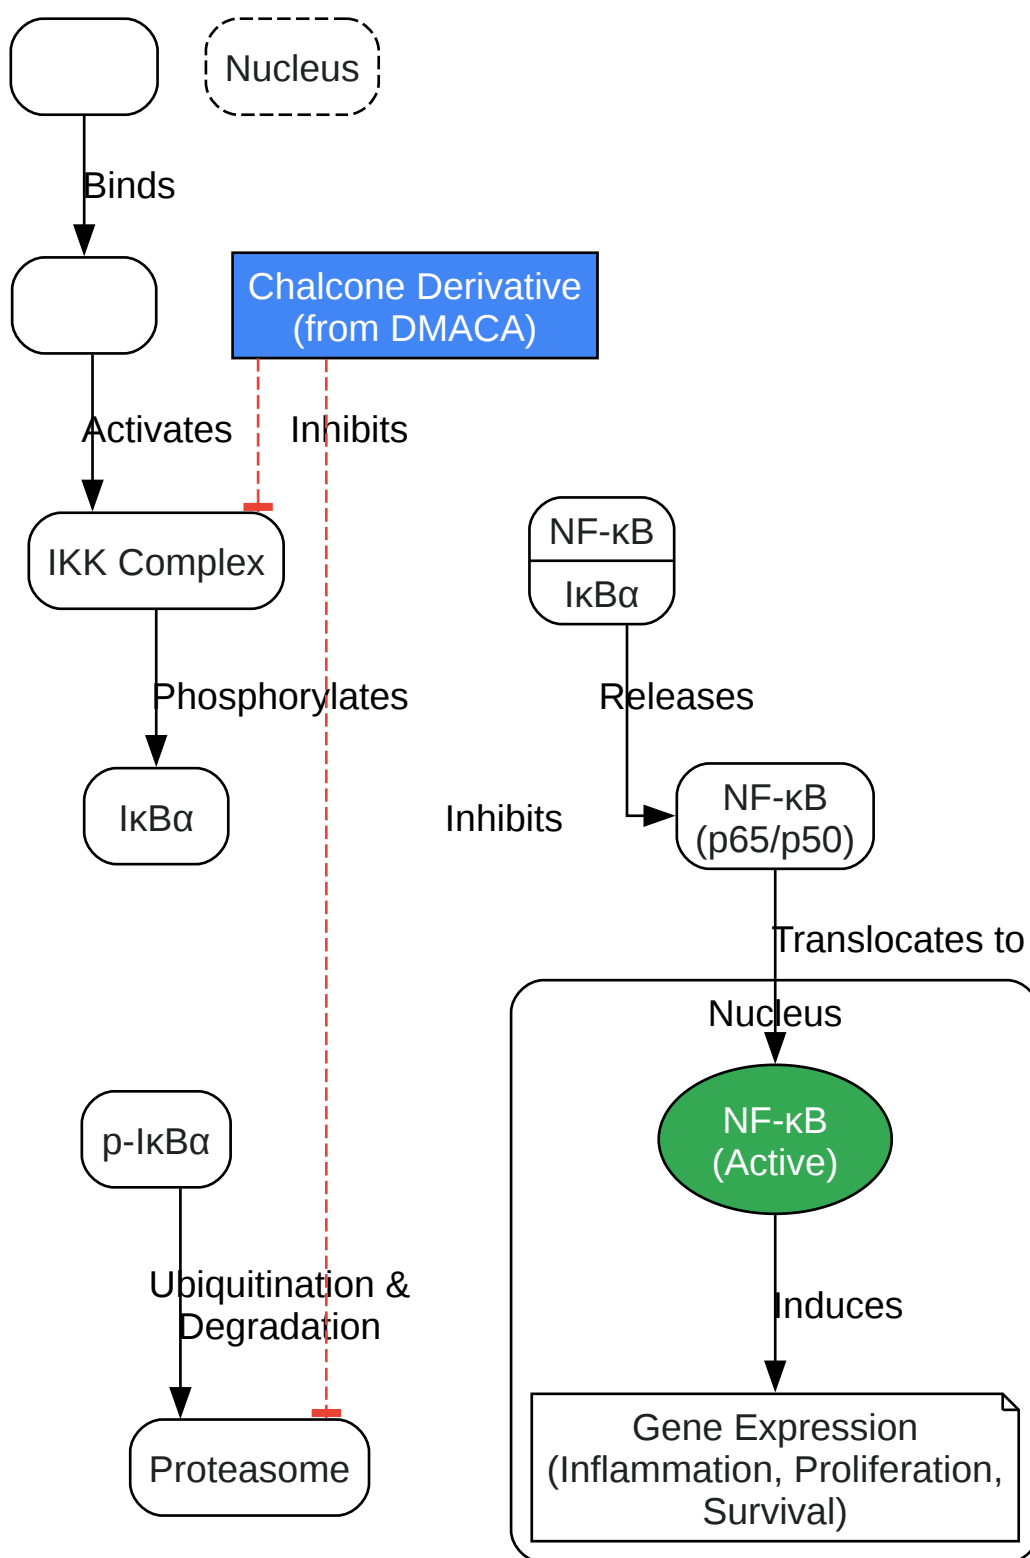 Nucleus
Binds
Chalcone Derivative
(from DMACA)
Activates
Inhibits
NF-κB
IκBα
IKK Complex
Phosphorylates
Releases
IκBα
Inhibits
NF-κB
(p65/p50)
Translocates to
Nucleus
p-IκBα
NF-κB
(Active)
Ubiquitination &
Degradation
Induces
Proteasome
Gene Expression
(Inflammation, Proliferation,
Survival)